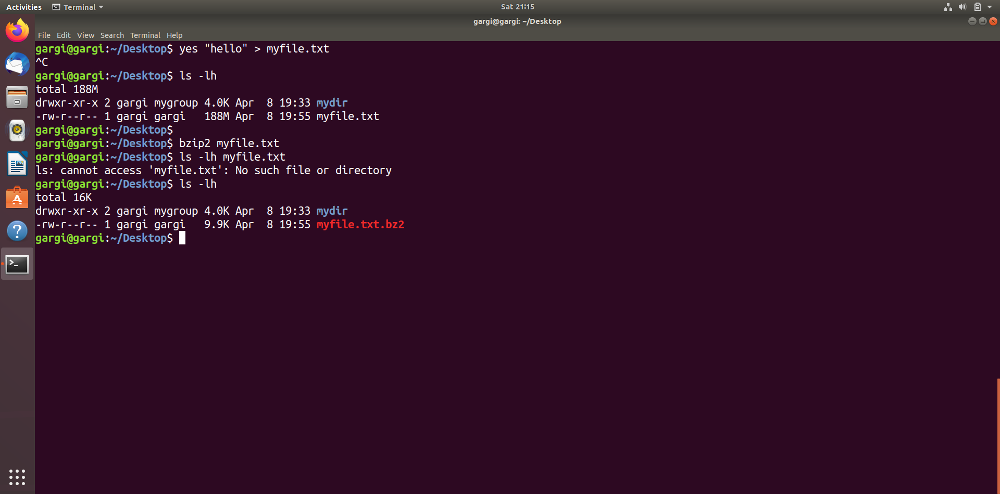 Activities Terminal Sat 21:15
gargi@gargi: ~/Desktop
File Edit View Search Terminal Help
gargi@gargi:~/Desktop$ yes "hello" > myfile.txt
^C
gargi@gargi:~/Desktop$ ls -lh
total 188M
drwxr-xr-x 2 gargi mygroup 4.0K Apr  8 19:33 mydir
-rw-r--r-- 1 gargi gargi   188M Apr  8 19:55 myfile.txt
gargi@gargi:~/Desktop$
gargi@gargi:~/Desktop$ bzip2 myfile.txt
gargi@gargi:~/Desktop$ ls -lh myfile.txt
ls: cannot access 'myfile.txt': No such file or directory
gargi@gargi:~/Desktop$ ls -lh
total 16K
drwxr-xr-x 2 gargi mygroup 4.0K Apr  8 19:33 mydir
-rw-r--r-- 1 gargi gargi   9.9K Apr  8 19:55 myfile.txt.bz2
gargi@gargi:~/Desktop$